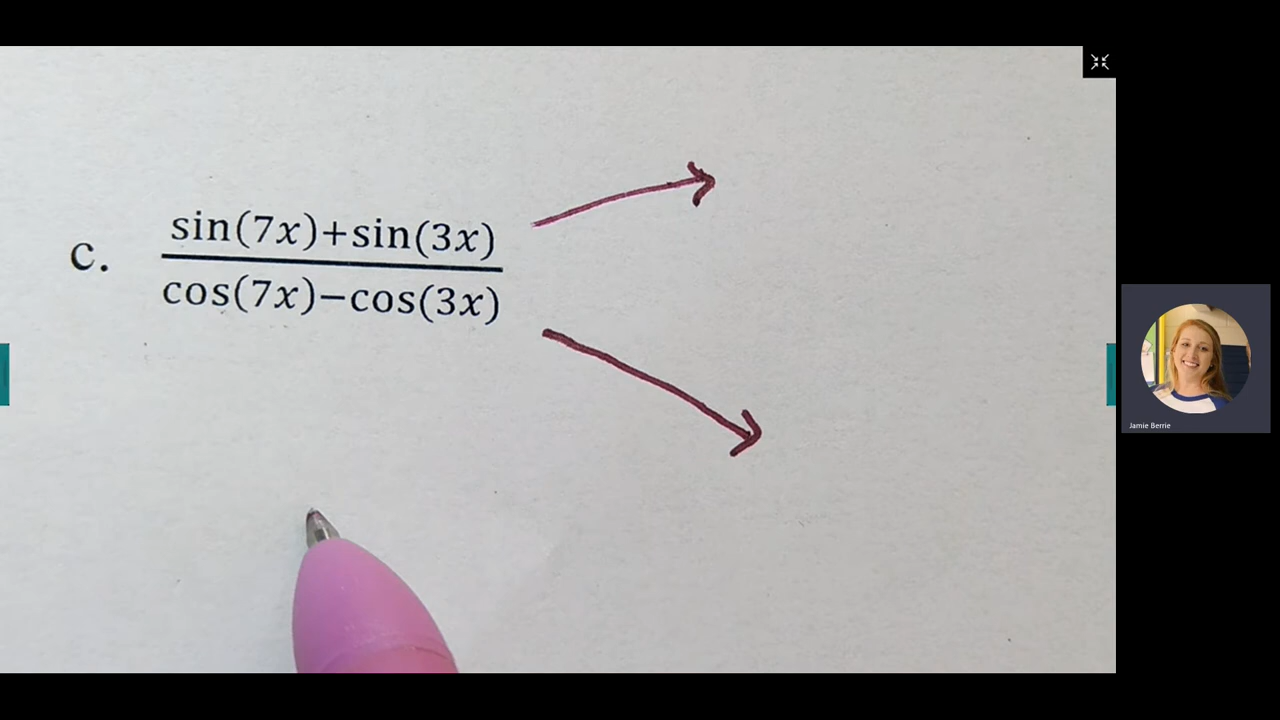 c. sin(7x)+sin(3x)
cos(7x)−cos(3x)
Jamie Berrie